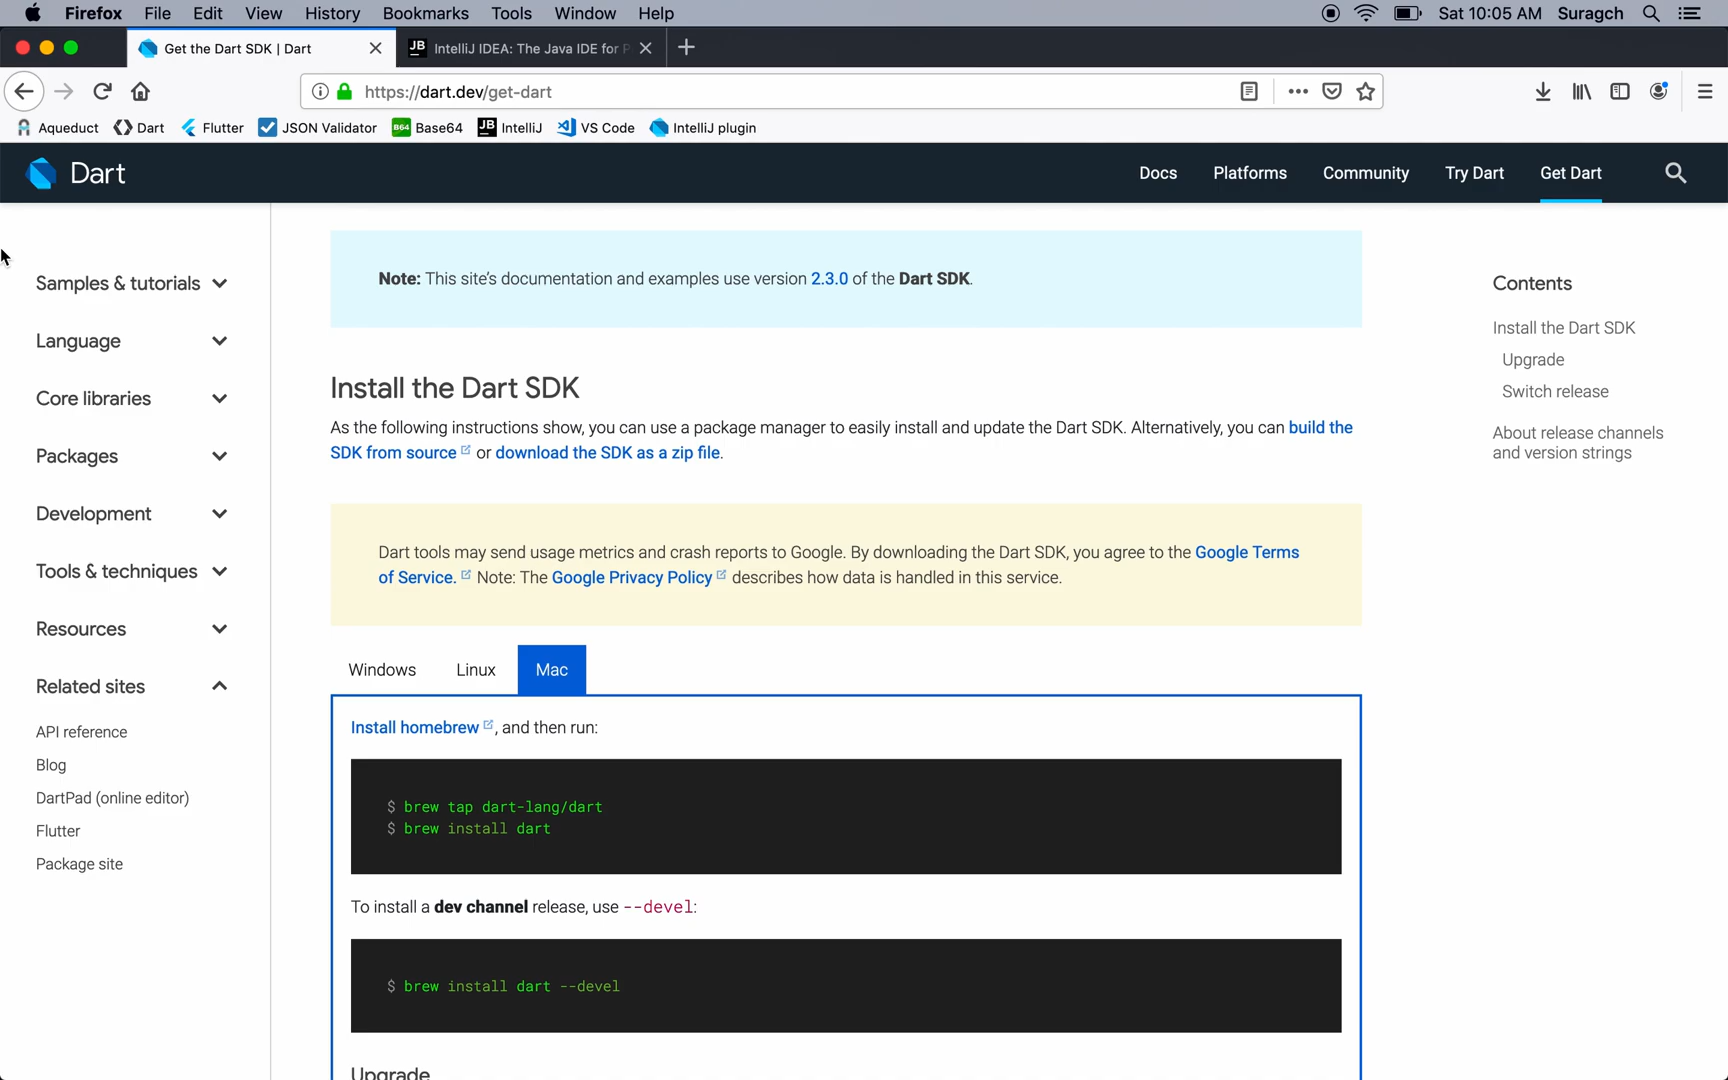 Firefox File Edit View History Bookmarks Tools Window Help Sat 10:05 AM Suragch
Get the Dart SDK | Dart
JB IntelliJ IDEA: The Java IDE for P
https://dart.dev/get-dart
Aqueduct Dart Flutter JSON Validator B64 Base64 JB IntelliJ VS Code IntelliJ plugin
Dart
Docs Platforms Community Try Dart Get Dart
Samples & tutorials
Language
Core libraries
Packages
Development
Tools & techniques
Resources
Related sites
API reference
Blog
DartPad (online editor)
Flutter
Package site
Note: This site's documentation and examples use version 2.3.0 of the Dart SDK.
Install the Dart SDK
As the following instructions show, you can use a package manager to easily install and update the Dart SDK. Alternatively, you can build the
SDK from source or download the SDK as a zip file.
Dart tools may send usage metrics and crash reports to Google. By downloading the Dart SDK, you agree to the Google Terms
of Service. Note: The Google Privacy Policy describes how data is handled in this service.
Windows Linux Mac
Install homebrew , and then run:
$ brew tap dart-lang/dart
$ brew install dart
To install a dev channel release, use --devel:
$ brew install dart --devel
Upgrade
Contents
Install the Dart SDK
Upgrade
Switch release
About release channels
and version strings